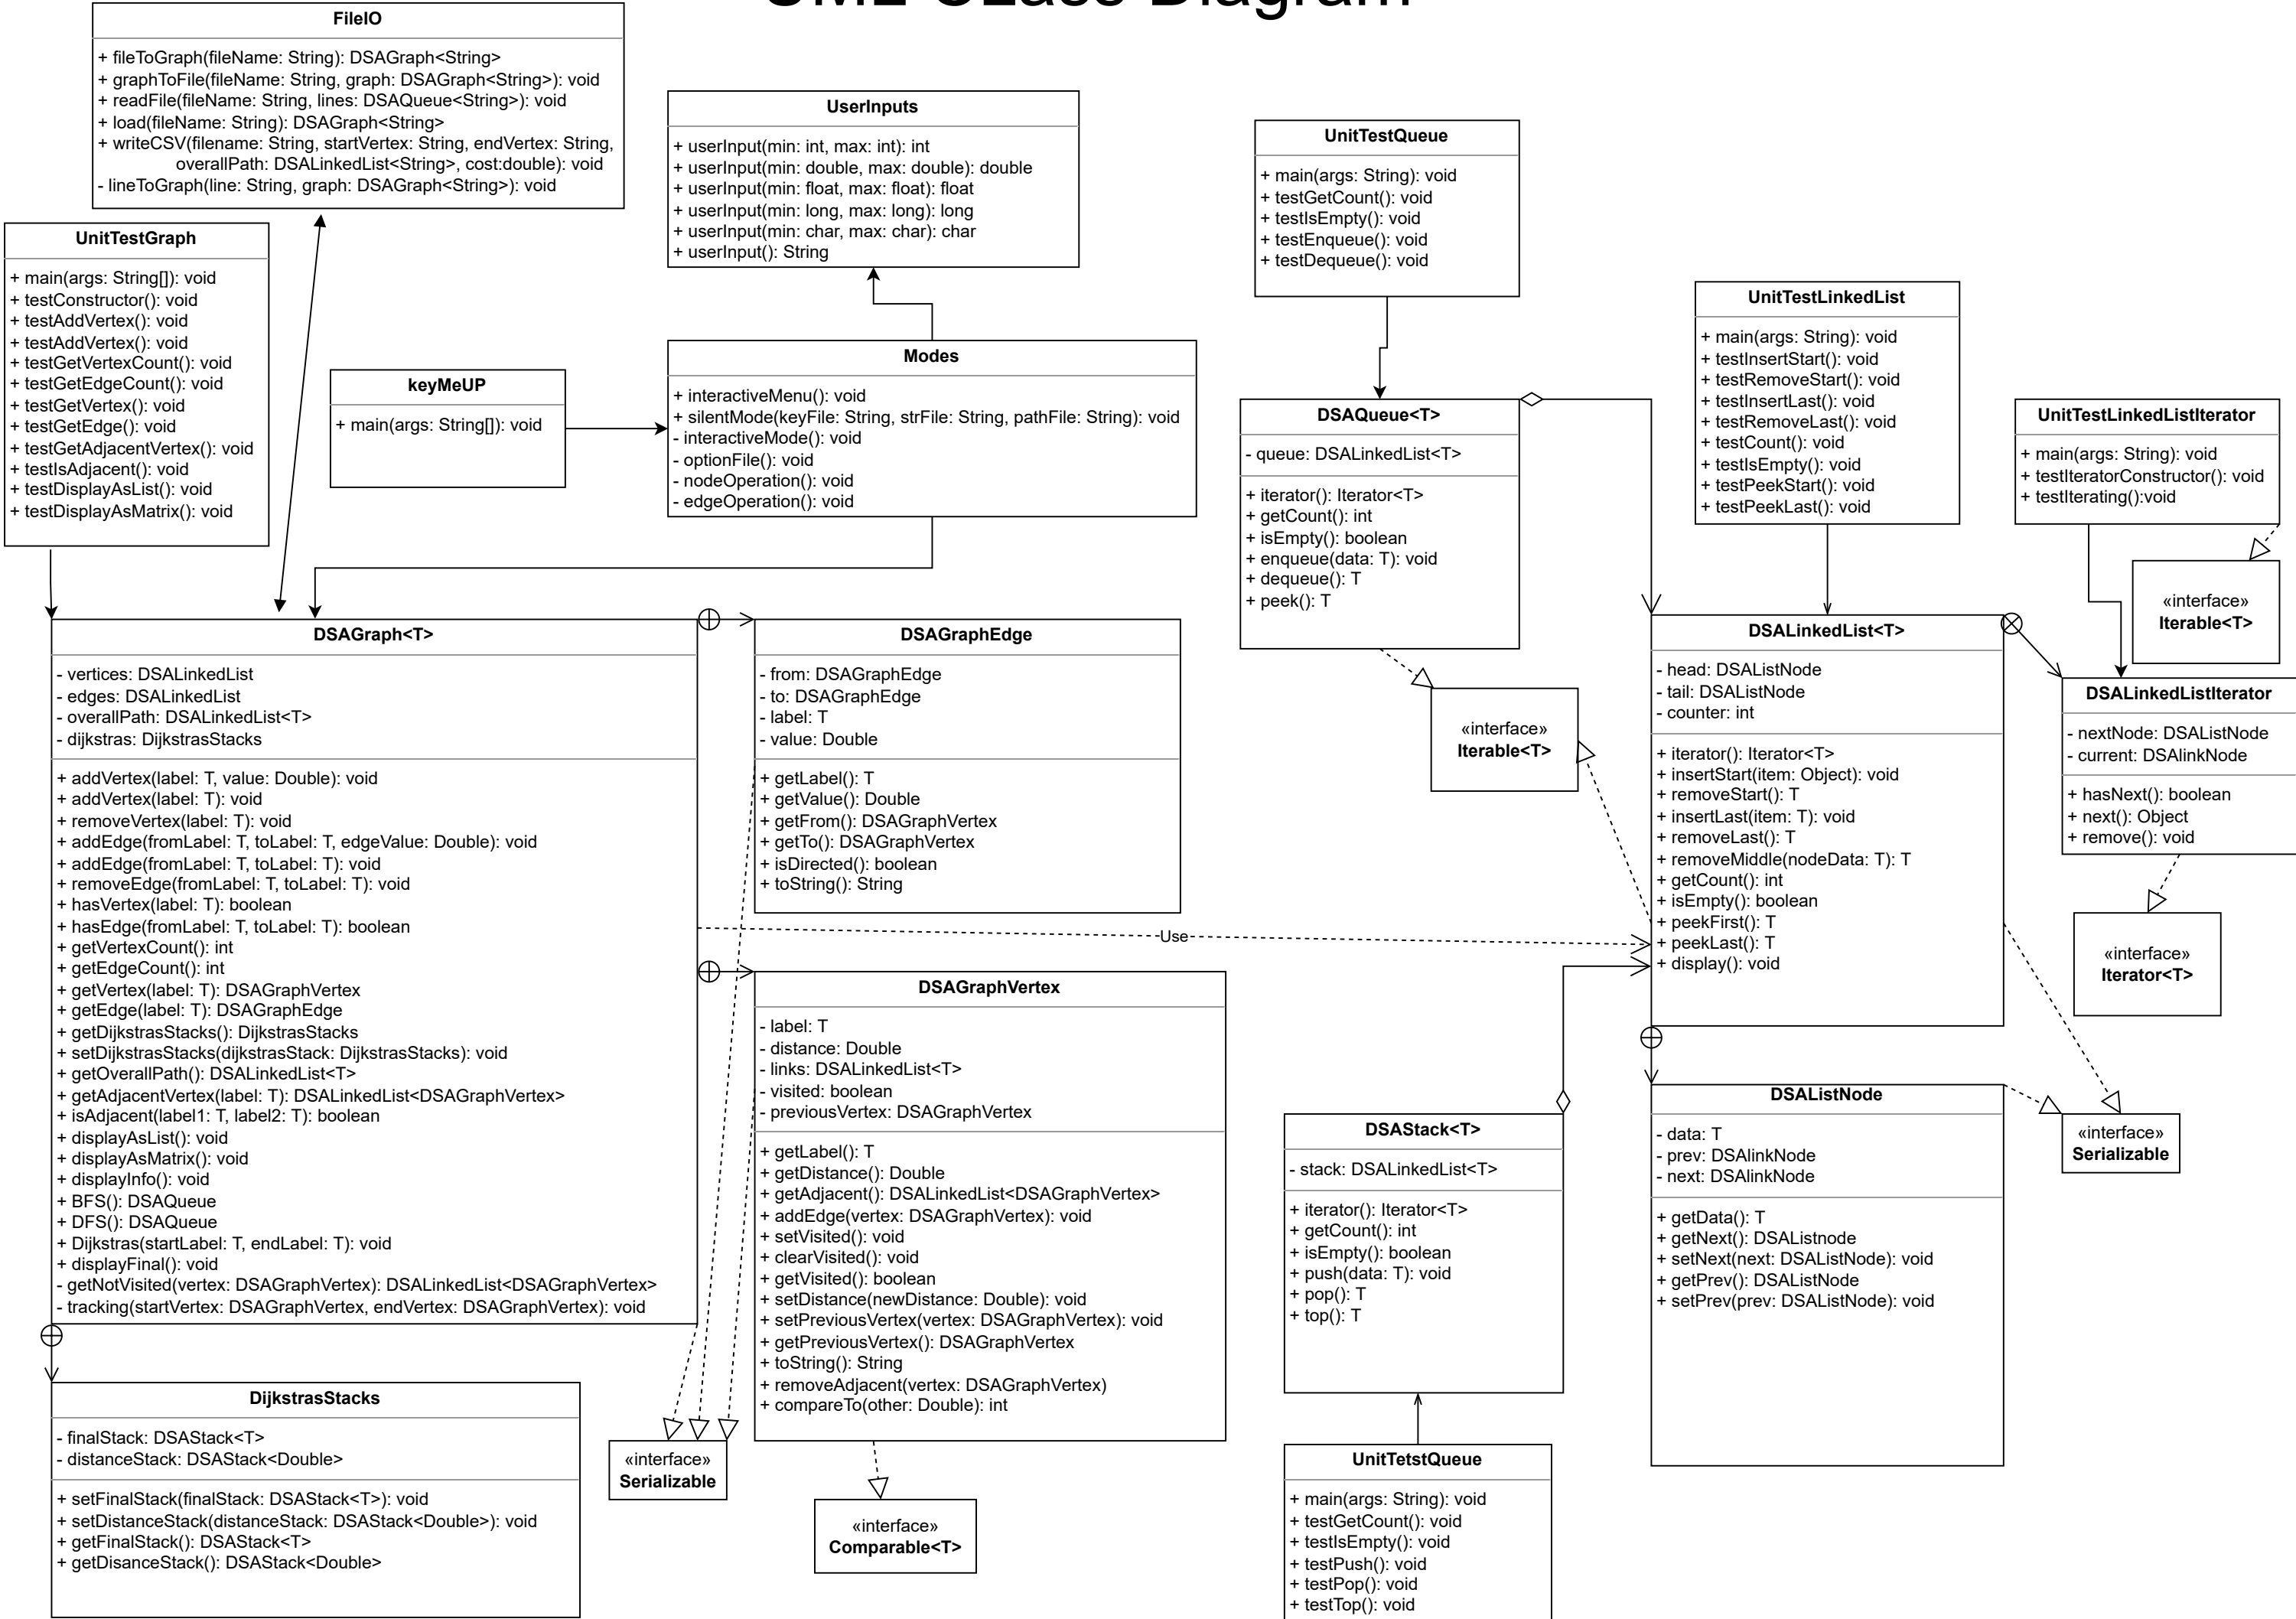 UML CLass Diagram
FileIO
+ fileToGraph(fileName: String): DSAGraph<String>
+ graphToFile(fileName: String, graph: DSAGraph<String>): void
+ readFile(fileName: String, lines: DSAQueue<String>): void
+ load(fileName: String): DSAGraph<String>
+ writeCSV(filename: String, startVertex: String, endVertex: String,
overallPath: DSALinkedList<String>, cost:double): void
- lineToGraph(line: String, graph: DSAGraph<String>): void
UserInputs
+ userInput(min: int, max: int): int
+ userInput(min: double, max: double): double
+ userInput(min: float, max: float): float
+ userInput(min: long, max: long): long
+ userInput(min: char, max: char): char
+ userInput(): String
UnitTestQueue
+ main(args: String): void
+ testGetCount(): void
+ testIsEmpty(): void
+ testEnqueue(): void
+ testDequeue(): void
UnitTestGraph
+ main(args: String[]): void
+ testConstructor(): void
+ testAddVertex(): void
+ testAddVertex(): void
+ testGetVertexCount(): void
+ testGetEdgeCount(): void
+ testGetVertex(): void
+ testGetEdge(): void
+ testGetAdjacentVertex(): void
+ testIsAdjacent(): void
+ testDisplayAsList(): void
+ testDisplayAsMatrix(): void
keyMeUP
+ main(args: String[]): void
Modes
+ interactiveMenu(): void
+ silentMode(keyFile: String, strFile: String, pathFile: String): void
- interactiveMode(): void
- optionFile(): void
- nodeOperation(): void
- edgeOperation(): void
UnitTestLinkedList
+ main(args: String): void
+ testInsertStart(): void
+ testRemoveStart(): void
+ testInsertLast(): void
+ testRemoveLast(): void
+ testCount(): void
+ testIsEmpty(): void
+ testPeekStart(): void
+ testPeekLast(): void
DSAQueue<T>
- queue: DSALinkedList<T>
+ iterator(): Iterator<T>
+ getCount(): int
+ isEmpty(): boolean
+ enqueue(data: T): void
+ dequeue(): T
+ peek(): T
UnitTestLinkedListIterator
+ main(args: String): void
+ testIteratorConstructor(): void
+ testIterating():void
«interface»
Iterable<T>
DSAGraph<T>
- vertices: DSALinkedList
- edges: DSALinkedList
- overallPath: DSALinkedList<T>
- dijkstras: DijkstrasStacks
+ addVertex(label: T, value: Double): void
+ addVertex(label: T): void
+ removeVertex(label: T): void
+ addEdge(fromLabel: T, toLabel: T, edgeValue: Double): void
+ addEdge(fromLabel: T, toLabel: T): void
+ removeEdge(fromLabel: T, toLabel: T): void
+ hasVertex(label: T): boolean
+ hasEdge(fromLabel: T, toLabel: T): boolean
+ getVertexCount(): int
+ getEdgeCount(): int
+ getVertex(label: T): DSAGraphVertex
+ getEdge(label: T): DSAGraphEdge
+ getDijkstrasStacks(): DijkstrasStacks
+ setDijkstrasStacks(dijkstrasStack: DijkstrasStacks): void
+ getOverallPath(): DSALinkedList<T>
+ getAdjacentVertex(label: T): DSALinkedList<DSAGraphVertex>
+ isAdjacent(label1: T, label2: T): boolean
+ displayAsList(): void
+ displayAsMatrix(): void
+ displayInfo(): void
+ BFS(): DSAQueue
+ DFS(): DSAQueue
+ Dijkstras(startLabel: T, endLabel: T): void
+ displayFinal(): void
- getNotVisited(vertex: DSAGraphVertex): DSALinkedList<DSAGraphVertex>
- tracking(startVertex: DSAGraphVertex, endVertex: DSAGraphVertex): void
DSAGraphEdge
- from: DSAGraphEdge
- to: DSAGraphEdge
- label: T
- value: Double
+ getLabel(): T
+ getValue(): Double
+ getFrom(): DSAGraphVertex
+ getTo(): DSAGraphVertex
+ isDirected(): boolean
+ toString(): String
«interface»
Iterable<T>
Use
DSALinkedList<T>
- head: DSAListNode
- tail: DSAListNode
- counter: int
+ iterator(): Iterator<T>
+ insertStart(item: Object): void
+ removeStart(): T
+ insertLast(item: T): void
+ removeLast(): T
+ removeMiddle(nodeData: T): T
+ getCount(): int
+ isEmpty(): boolean
+ peekFirst(): T
+ peekLast(): T
+ display(): void
DSALinkedListIterator
- nextNode: DSAListNode
- current: DSAlinkNode
+ hasNext(): boolean
+ next(): Object
+ remove(): void
«interface»
Iterator<T>
DSAGraphVertex
- label: T
- distance: Double
- links: DSALinkedList<T>
- visited: boolean
- previousVertex: DSAGraphVertex
+ getLabel(): T
+ getDistance(): Double
+ getAdjacent(): DSALinkedList<DSAGraphVertex>
+ addEdge(vertex: DSAGraphVertex): void
+ setVisited(): void
+ clearVisited(): void
+ getVisited(): boolean
+ setDistance(newDistance: Double): void
+ setPreviousVertex(vertex: DSAGraphVertex): void
+ getPreviousVertex(): DSAGraphVertex
+ toString(): String
+ removeAdjacent(vertex: DSAGraphVertex)
+ compareTo(other: Double): int
DSAStack<T>
- stack: DSALinkedList<T>
+ iterator(): Iterator<T>
+ getCount(): int
+ isEmpty(): boolean
+ push(data: T): void
+ pop(): T
+ top(): T
DSAListNode
- data: T
- prev: DSAlinkNode
- next: DSAlinkNode
+ getData(): T
+ getNext(): DSAListnode
+ setNext(next: DSAListNode): void
+ getPrev(): DSAListNode
+ setPrev(prev: DSAListNode): void
«interface»
Serializable
DijkstrasStacks
- finalStack: DSAStack<T>
- distanceStack: DSAStack<Double>
+ setFinalStack(finalStack: DSAStack<T>): void
+ setDistanceStack(distanceStack: DSAStack<Double>): void
+ getFinalStack(): DSAStack<T>
+ getDisanceStack(): DSAStack<Double>
«interface»
Serializable
«interface»
Comparable<T>
UnitTetstQueue
+ main(args: String): void
+ testGetCount(): void
+ testIsEmpty(): void
+ testPush(): void
+ testPop(): void
+ testTop(): void